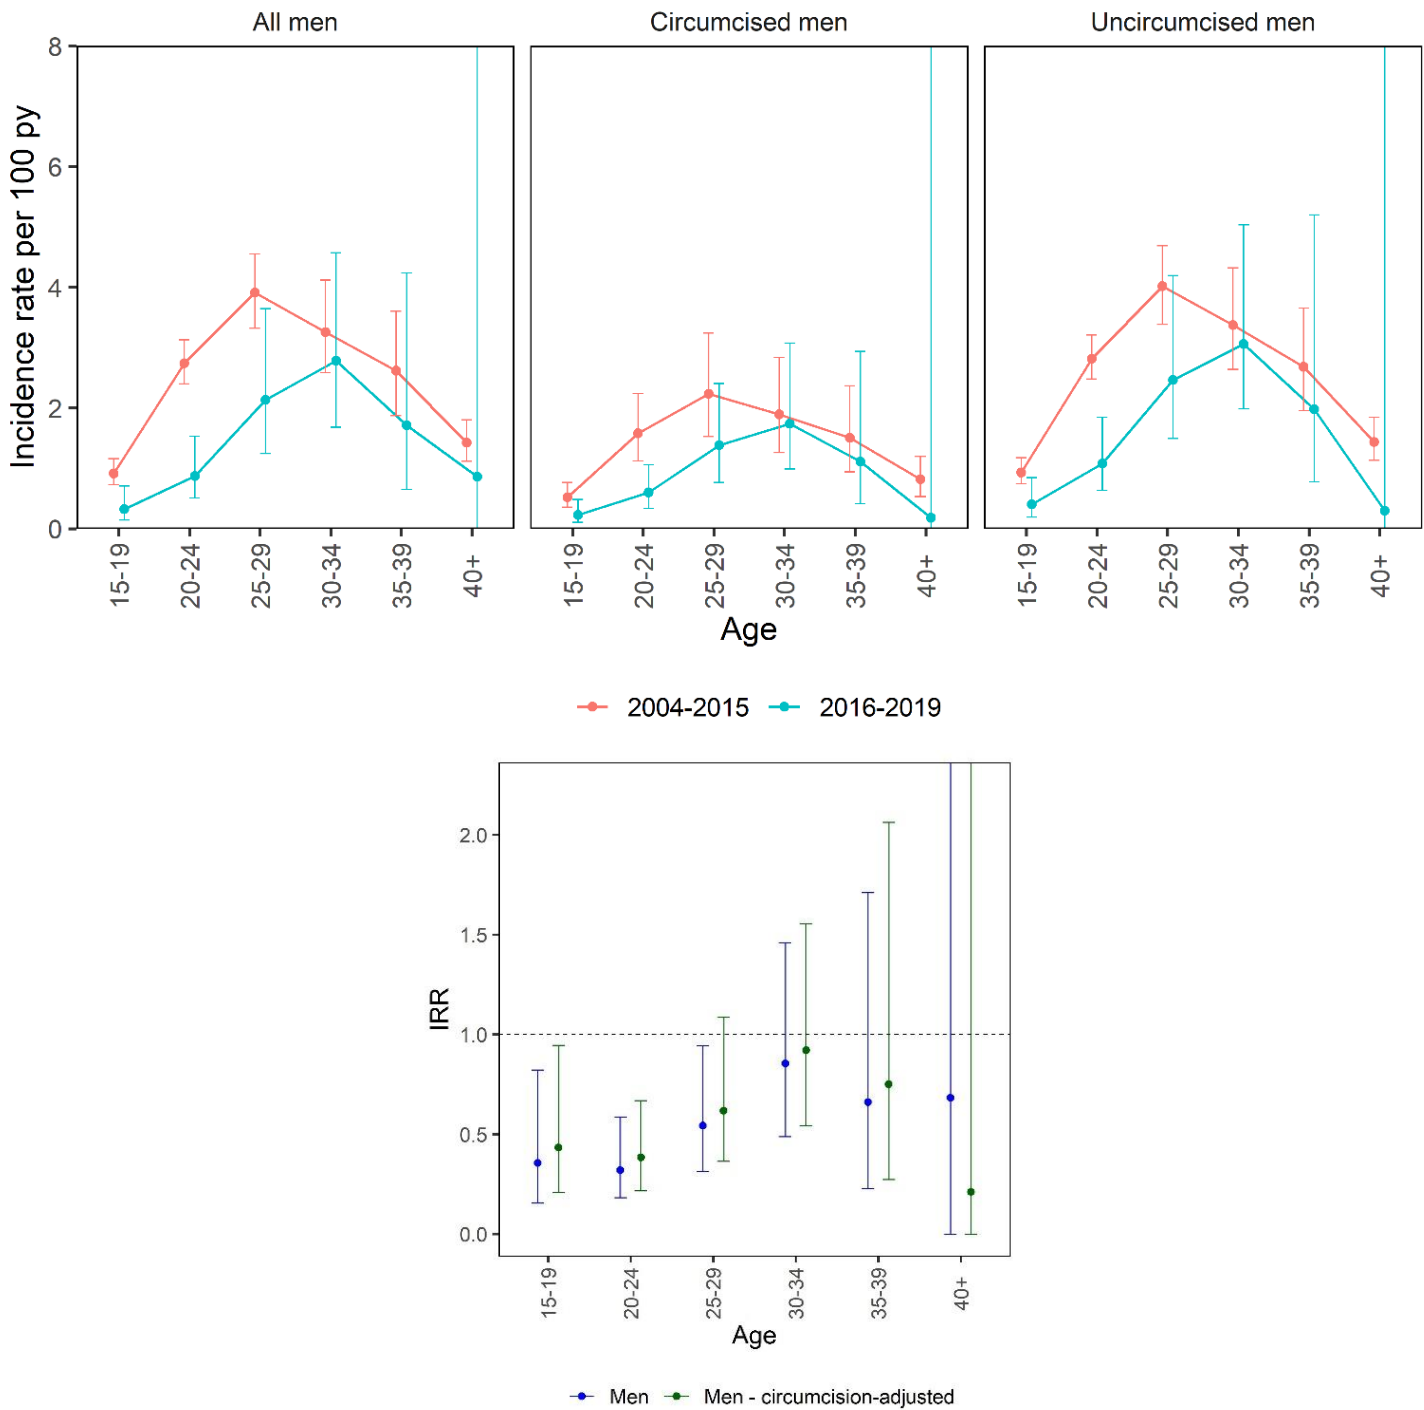 All men Circumcised men Uncircumcised men
Incidence rate per 100 py
8
6
4
2
0
15-19 20-24 25-29 30-34 35-39 40+ 15-19 20-24 25-29 30-34 35-39 40+ 15-19 20-24 25-29 30-34 35-39 40+
Age
2004-2015 2016-2019
IRR
2.0
1.5
1.0
0.5
0.0
15-19 20-24 25-29 30-34 35-39 40+
Age
Men Men - circumcision-adjusted